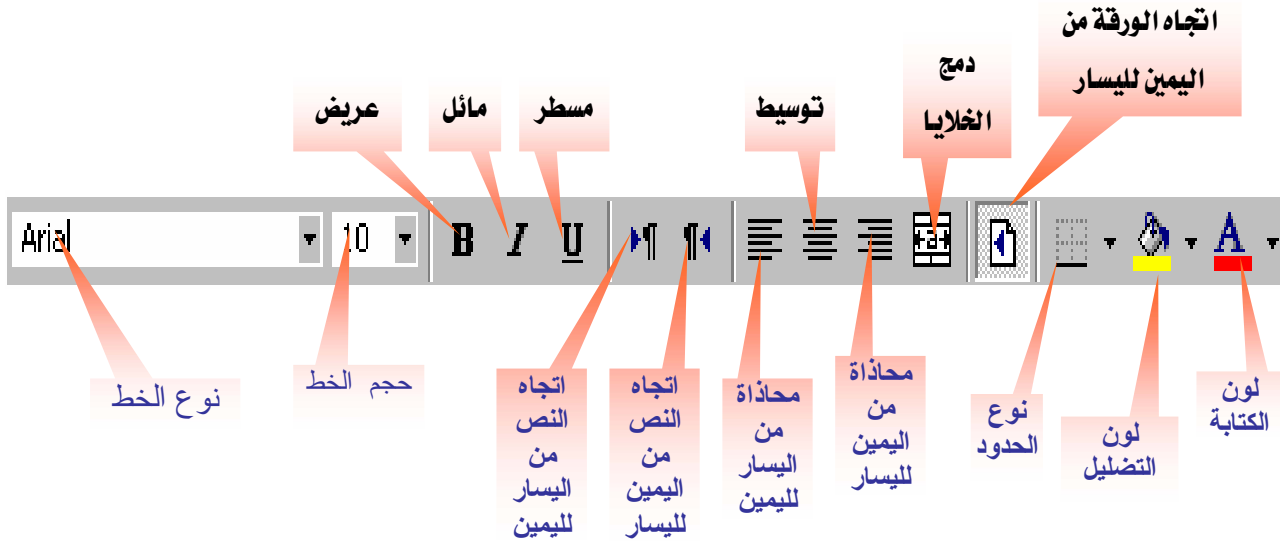 اتجاه الورقة من
اليمين لليسار
دمج
الخلايا
توسيط
مسطر
مائل
عريض
Arial
10
B
I
U
¶
¶
a
A
نوع الخط
حجم الخط
اتجاه
النص
من
اليسار
لليمين
اتجاه
النص
من
اليمين
لليسار
محاذاة
من
اليسار
لليمين
محاذاة
من
اليمين
لليسار
نوع
الحدود
لون
التضليل
لون
الكتابة